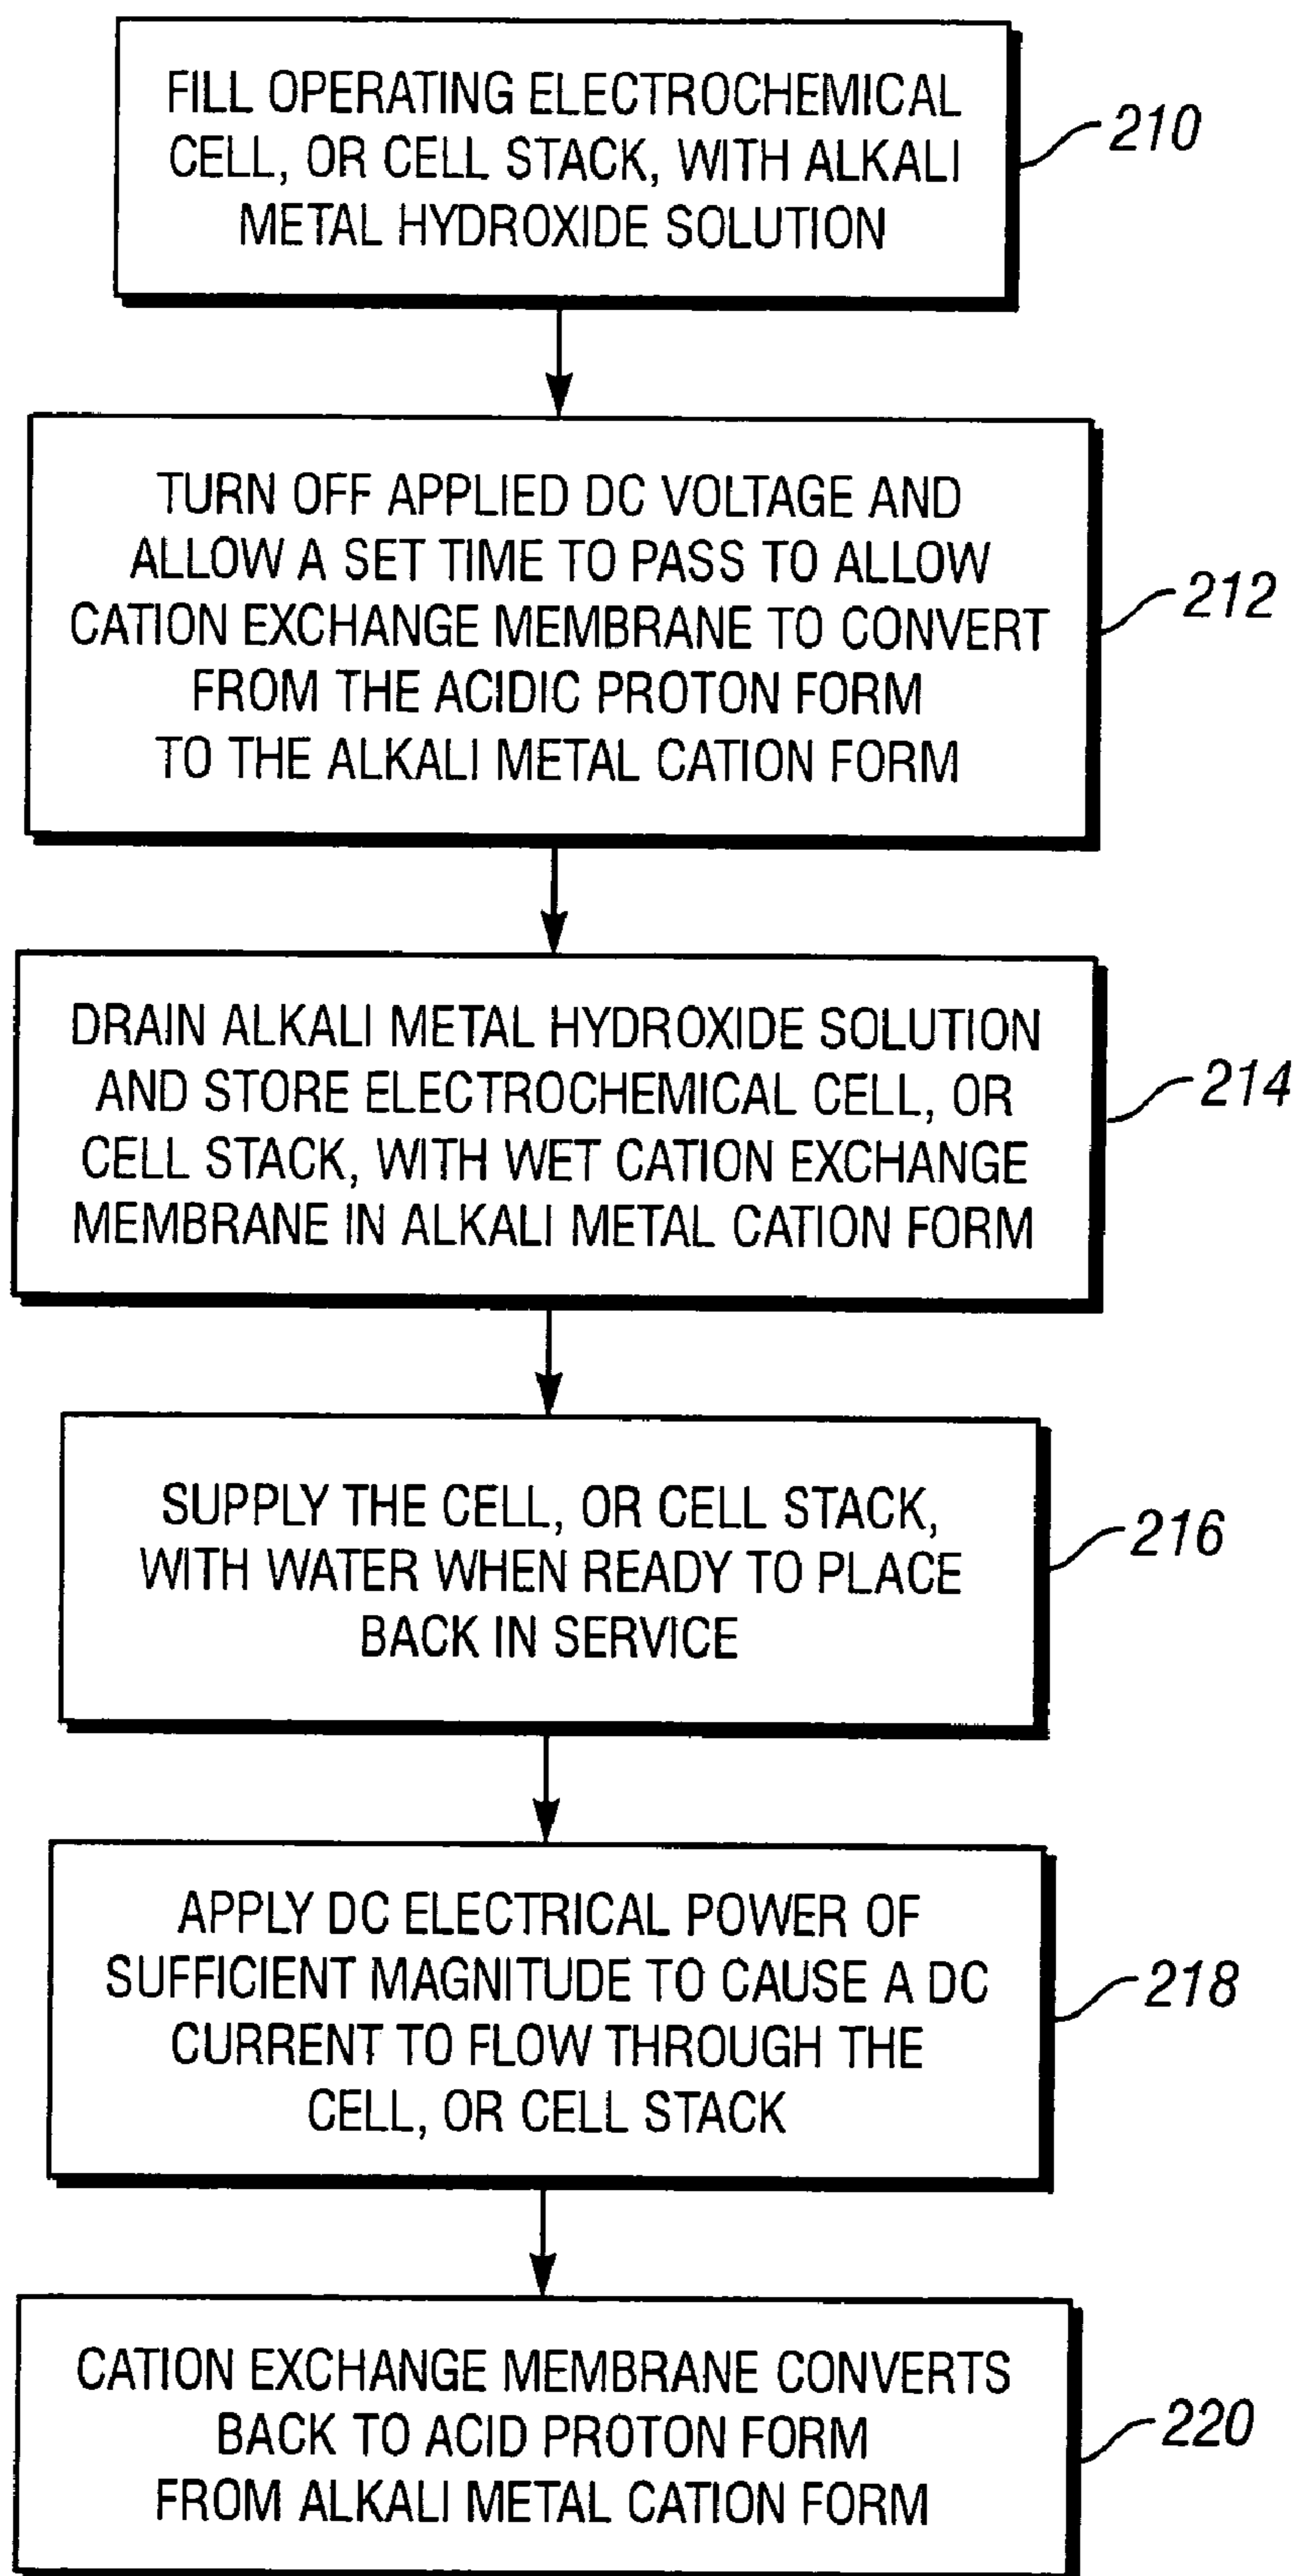 FILL OPERATING ELECTROCHEMICAL
CELL, OR CELL STACK, WITH ALKALI
METAL HYDROXIDE SOLUTION
210
TURN OFF APPLIED DC VOLTAGE AND
ALLOW A SET TIME TO PASS TO ALLOW
CATION EXCHANGE MEMBRANE TO CONVERT
FROM THE ACIDIC PROTON FORM
TO THE ALKALI METAL CATION FORM
212
DRAIN ALKALI METAL HYDROXIDE SOLUTION
AND STORE ELECTROCHEMICAL CELL, OR
CELL STACK, WITH WET CATION EXCHANGE
MEMBRANE IN ALKALI METAL CATION FORM
214
SUPPLY THE CELL, OR CELL STACK,
WITH WATER WHEN READY TO PLACE
BACK IN SERVICE
216
APPLY DC ELECTRICAL POWER OF
SUFFICIENT MAGNITUDE TO CAUSE A DC
CURRENT TO FLOW THROUGH THE
CELL, OR CELL STACK
218
CATION EXCHANGE MEMBRANE CONVERTS
BACK TO ACID PROTON FORM
FROM ALKALI METAL CATION FORM
220